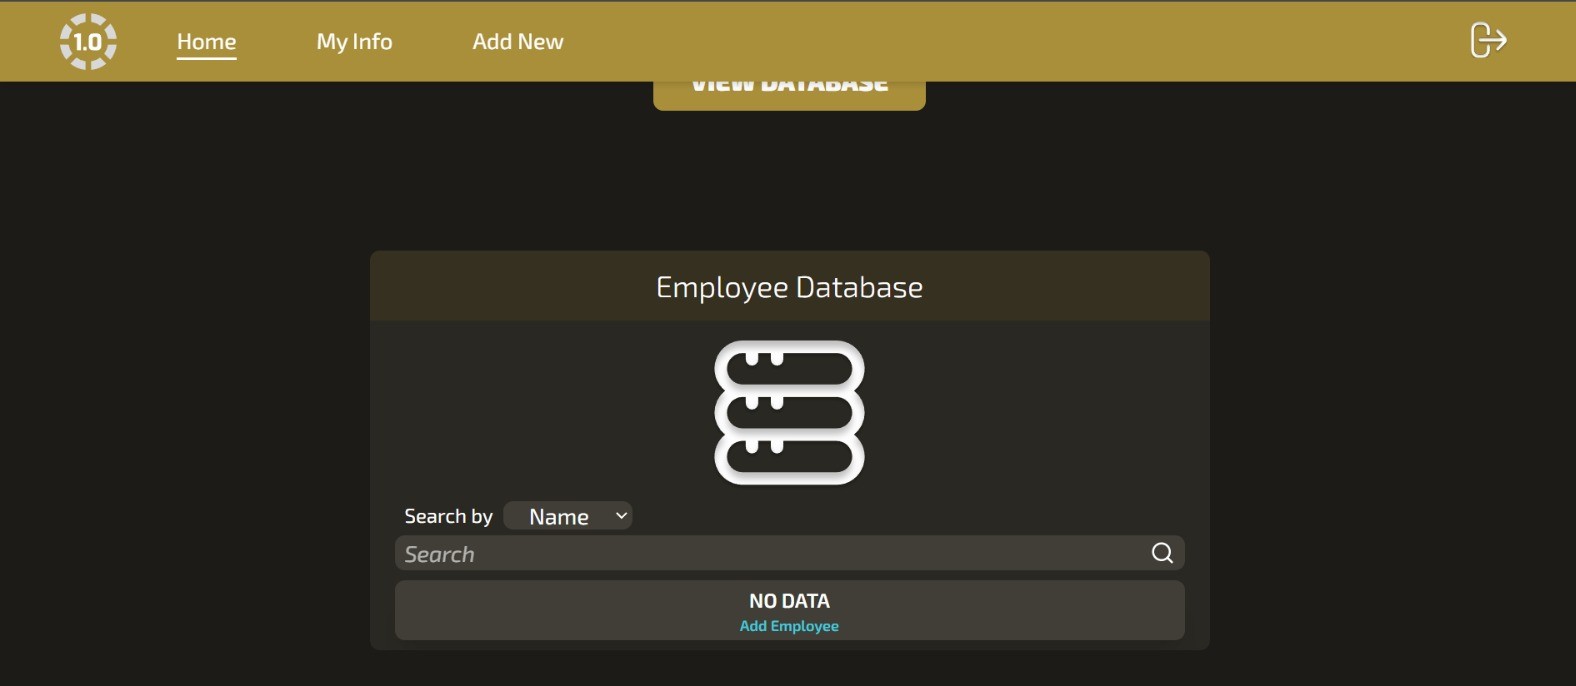 1.0 Home My Info Add New
VIEW DATABASE
Employee Database
Search by Name
Search
NO DATA
Add Employee